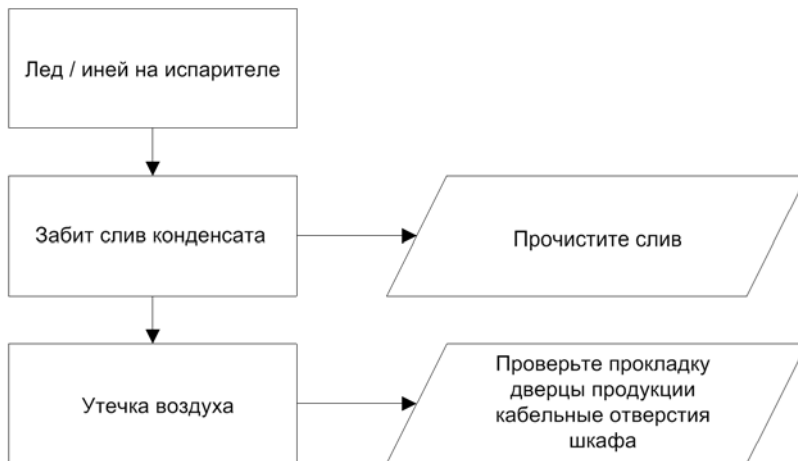 Лед / иней на испарителе
Забит слив конденсата
Прочистите слив
Утечка воздуха
Проверьте прокладку
дверцы продукции
кабельные отверстия
шкафа